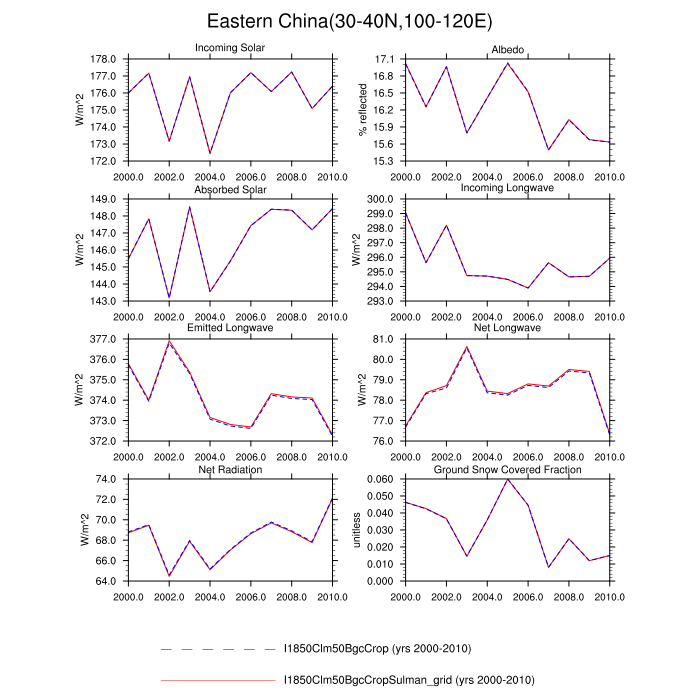 Eastern China(30-40N,100-120E)
Incoming Solar
W/m^2
178.0
177.0
176.0
175.0
174.0
173.0
172.0
2000.0 2002.0 2004.0 2006.0 2008.0 2010.0
Albedo
% reflected
17.1
16.8
16.5
16.2
15.9
15.6
15.3
2000.0 2002.0 2004.0 2006.0 2008.0 2010.0
Absorbed Solar
W/m^2
149.0
148.0
147.0
146.0
145.0
144.0
143.0
2000.0 2002.0 2004.0 2006.0 2008.0 2010.0
Incoming Longwave
W/m^2
300.0
299.0
298.0
297.0
296.0
295.0
294.0
293.0
2000.0 2002.0 2004.0 2006.0 2008.0 2010.0
Emitted Longwave
W/m^2
377.0
376.0
375.0
374.0
373.0
372.0
2000.0 2002.0 2004.0 2006.0 2008.0 2010.0
Net Longwave
W/m^2
81.0
80.0
79.0
78.0
77.0
76.0
2000.0 2002.0 2004.0 2006.0 2008.0 2010.0
Net Radiation
W/m^2
74.0
72.0
70.0
68.0
66.0
64.0
2000.0 2002.0 2004.0 2006.0 2008.0 2010.0
Ground Snow Covered Fraction
unitless
0.060
0.050
0.040
0.030
0.020
0.010
0.000
2000.0 2002.0 2004.0 2006.0 2008.0 2010.0
I1850Clm50BgcCrop (yrs 2000-2010)
I1850Clm50BgcCropSulman_grid (yrs 2000-2010)